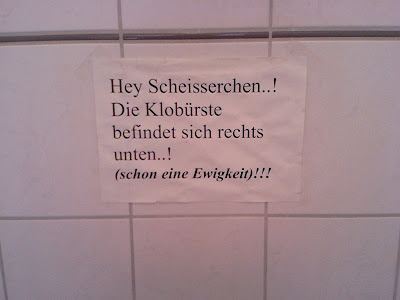 Hey Scheisserchen..!
Die Klobürste
befindet sich rechts
unten..!
(schon eine Ewigkeit)!!!